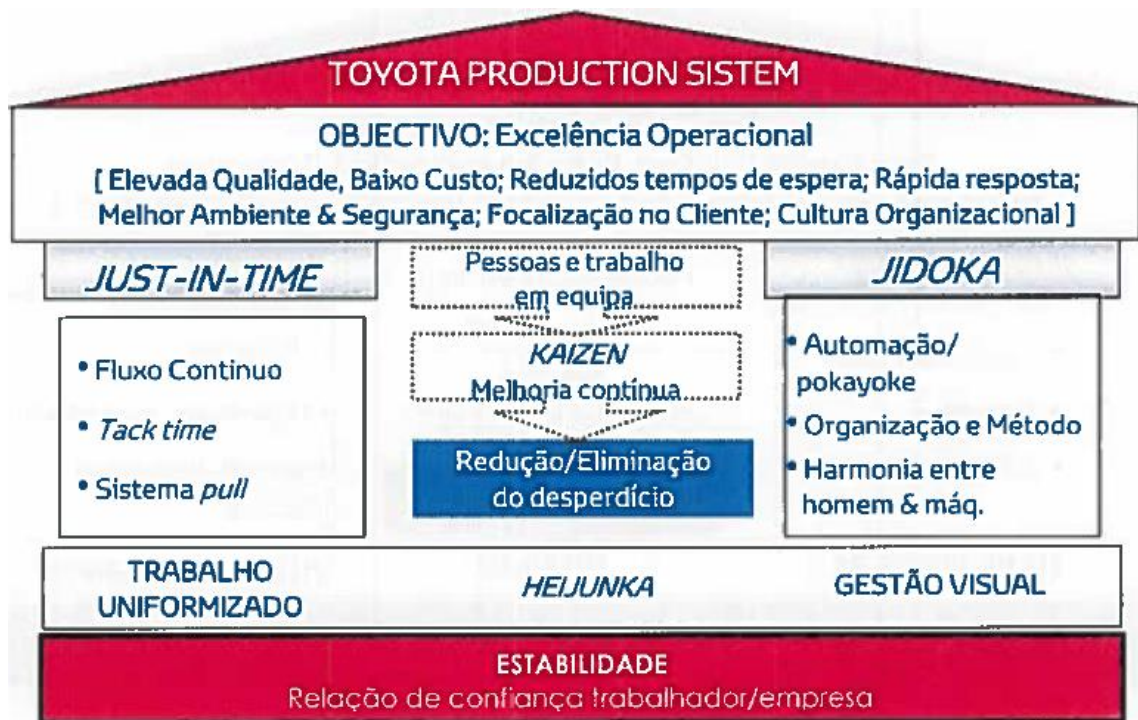 TOYOTA PRODUCTION SISTEM
OBJECTIVO: Excelência Operacional
[ Elevada Qualidade, Baixo Custo; Reduzidos tempos de espera; Rápida resposta;
Melhor Ambiente & Segurança; Focalização no Cliente; Cultura Organizacional ]
JUST-IN-TIME
• Fluxo Continuo
• Tack time
• Sistema pull
Pessoas e trabalho
em equipa
KAIZEN
Melhoria contínua
Redução/Eliminação
do desperdício
JIDOKA
• Automação/
pokayoke
• Organização e Método
• Harmonia entre
homem & máq.
TRABALHO
UNIFORMIZADO
HEIJUNKA
GESTÃO VISUAL
ESTABILIDADE
Relação de confiança trabalhador/empresa